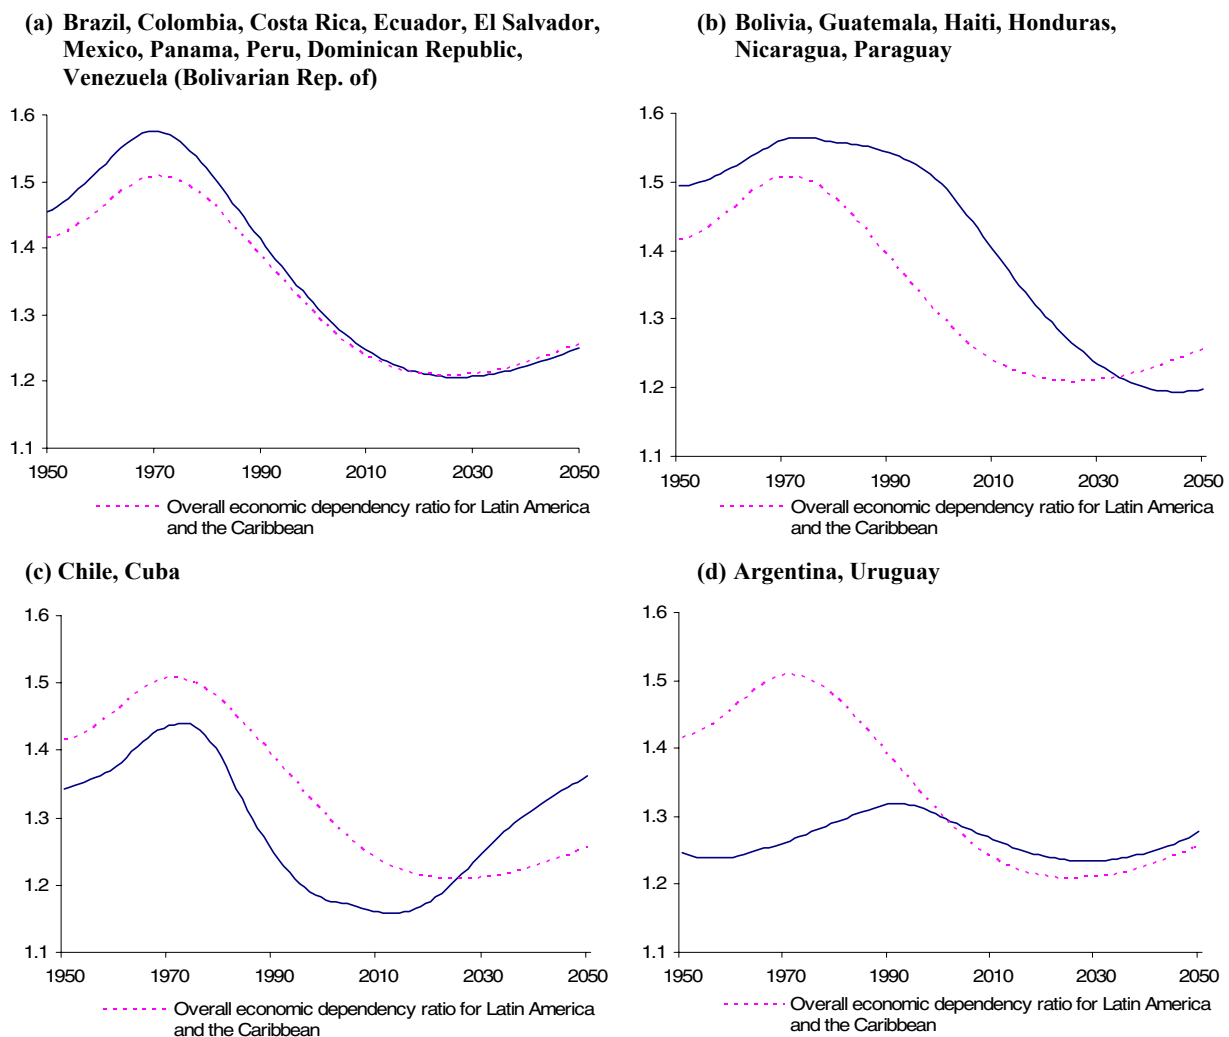 (a) Brazil, Colombia, Costa Rica, Ecuador, El Salvador,
Mexico, Panama, Peru, Dominican Republic,
Venezuela (Bolivarian Rep. of)
1.6
1.5
1.4
1.3
1.2
1.1
1950 1970 1990 2010 2030 2050
Overall economic dependency ratio for Latin America
and the Caribbean
(b) Bolivia, Guatemala, Haiti, Honduras,
Nicaragua, Paraguay
1.6
1.5
1.4
1.3
1.2
1.1
1950 1970 1990 2010 2030 2050
Overall economic dependency ratio for Latin America
and the Caribbean
(c) Chile, Cuba
1.6
1.5
1.4
1.3
1.2
1.1
1950 1970 1990 2010 2030 2050
Overall economic dependency ratio for Latin America
and the Caribbean
(d) Argentina, Uruguay
1.6
1.5
1.4
1.3
1.2
1.1
1950 1970 1990 2010 2030 2050
Overall economic dependency ratio for Latin America
and the Caribbean